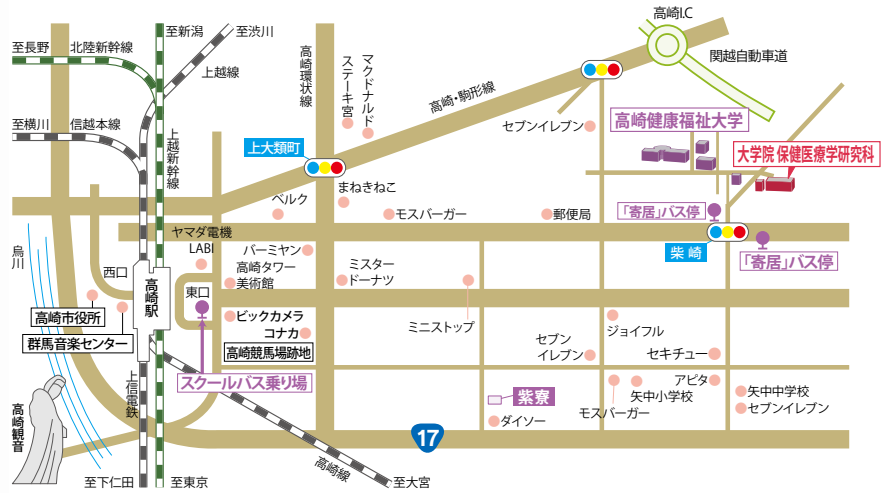 高崎I.C
至新潟
至渋川
至長野
北陸新幹線
上越線
高崎環状線
ステーキ宮
マクドナルド
関越自動車道
高崎・駒形線
至横川
信越本線
上越新幹線
セブンイレブン
高崎健康福祉大学
上大類町
大学院 保健医療学研究科
ベルク
まねきねこ
モスバーガー
郵便局
「寄居」バス停
ヤマダ電機
LABI
バーミヤン
柴崎
「寄居」バス停
烏川
西口
高崎駅
東口
高崎タワー
美術館
ミスター
ドーナツ
高崎市役所
群馬音楽センター
ビックカメラ
コナカ
高崎競馬場跡地
ミニストップ
ジョイフル
セブン
イレブン
セキチュー
スクールバス乗り場
上信電鉄
紫寮
ダイソー
モスバーガー
矢中小学校
アピタ
矢中中学校
セブンイレブン
高崎観音
17
高崎線
至下仁田
至東京
至大宮